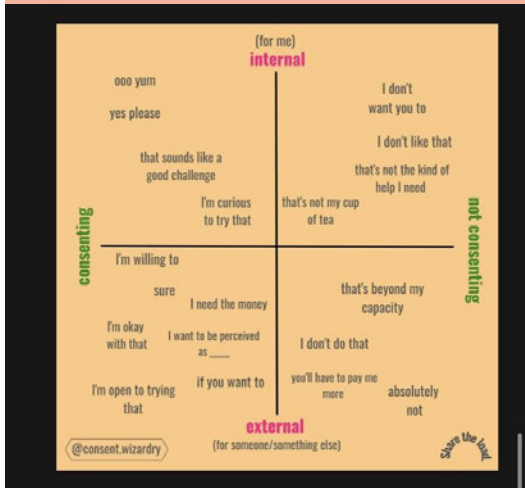 (for me)
internal
ooo yum
yes please
that sounds like a
good challenge
I'm curious
to try that
I don't
want you to
I don't like that
that's not the kind of
help I need
that's not my cup
of tea
consenting
not consenting
I'm willing to
sure
I need the money
I'm okay
with that
I want to be perceived
as ____
I'm open to trying
that
if you want to
that's beyond my
capacity
I don't do that
you'll have to pay me
more
absolutely
not
external
(for someone/something else)
@consent.wizardry
Share the load.